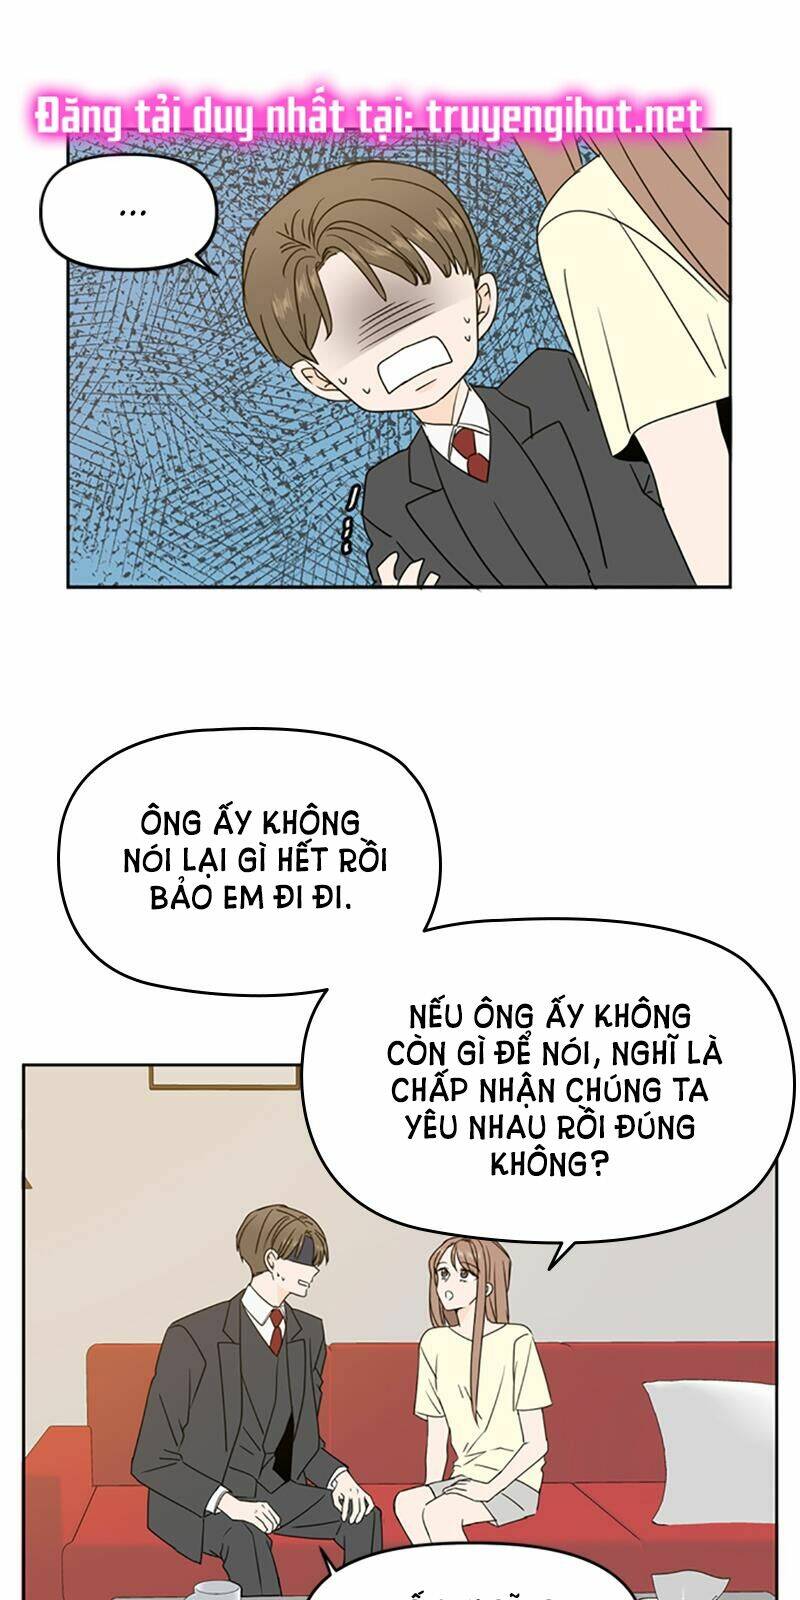 Đăng tải duy nhất tại: truyengihot.net
...
ÔNG ẤY KHÔNG
NÓI LẠI GÌ HẾT RỒI
BẢO EM ĐI ĐI.
NẾU ÔNG ẤY KHÔNG
CÒN GÌ ĐỂ NÓI, NGHĨ LÀ
CHẤP NHẬN CHÚNG TA
YÊU NHAU RỒI ĐÚNG
KHÔNG?